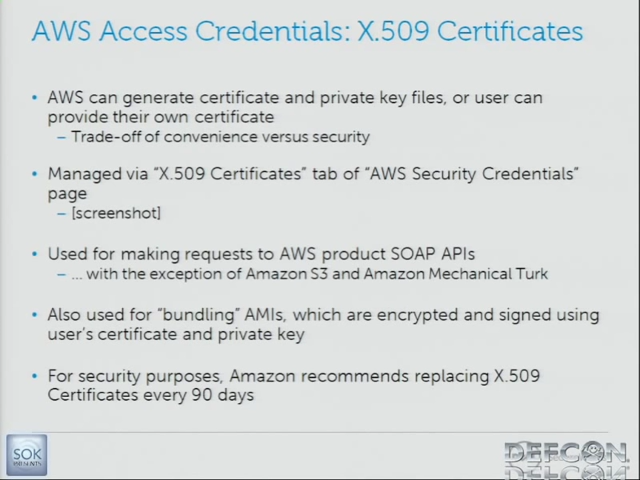 AWS Access Credentials: X.509 Certificates
• AWS can generate certificate and private key files, or user can
provide their own certificate
– Trade-off of convenience versus security
• Managed via “X.509 Certificates” tab of “AWS Security Credentials”
page
– [screenshot]
• Used for making requests to AWS product SOAP APIs
– ... with the exception of Amazon S3 and Amazon Mechanical Turk
• Also used for “bundling” AMIs, which are encrypted and signed using
user’s certificate and private key
• For security purposes, Amazon recommends replacing X.509
Certificates every 90 days
SOK
PRESENTS
DEFCON